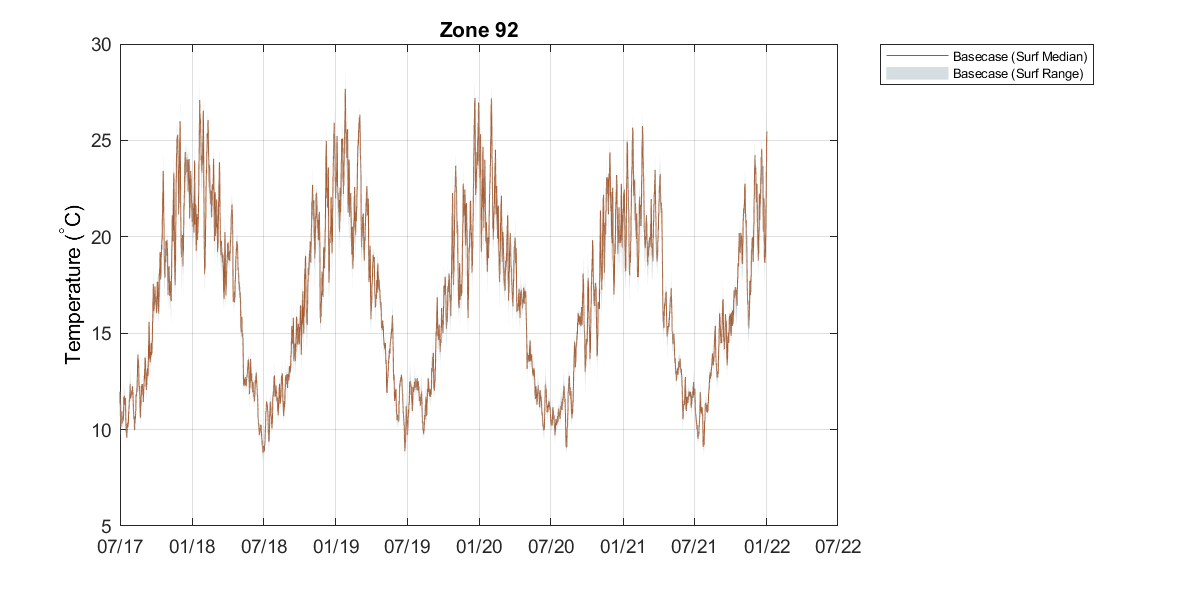 Zone 92
Basecase (Surf Median)
Basecase (Surf Range)
30
25
20
15
10
5
Temperature (°C)
07/17 01/18 07/18 01/19 07/19 01/20 07/20 01/21 07/21 01/22 07/22